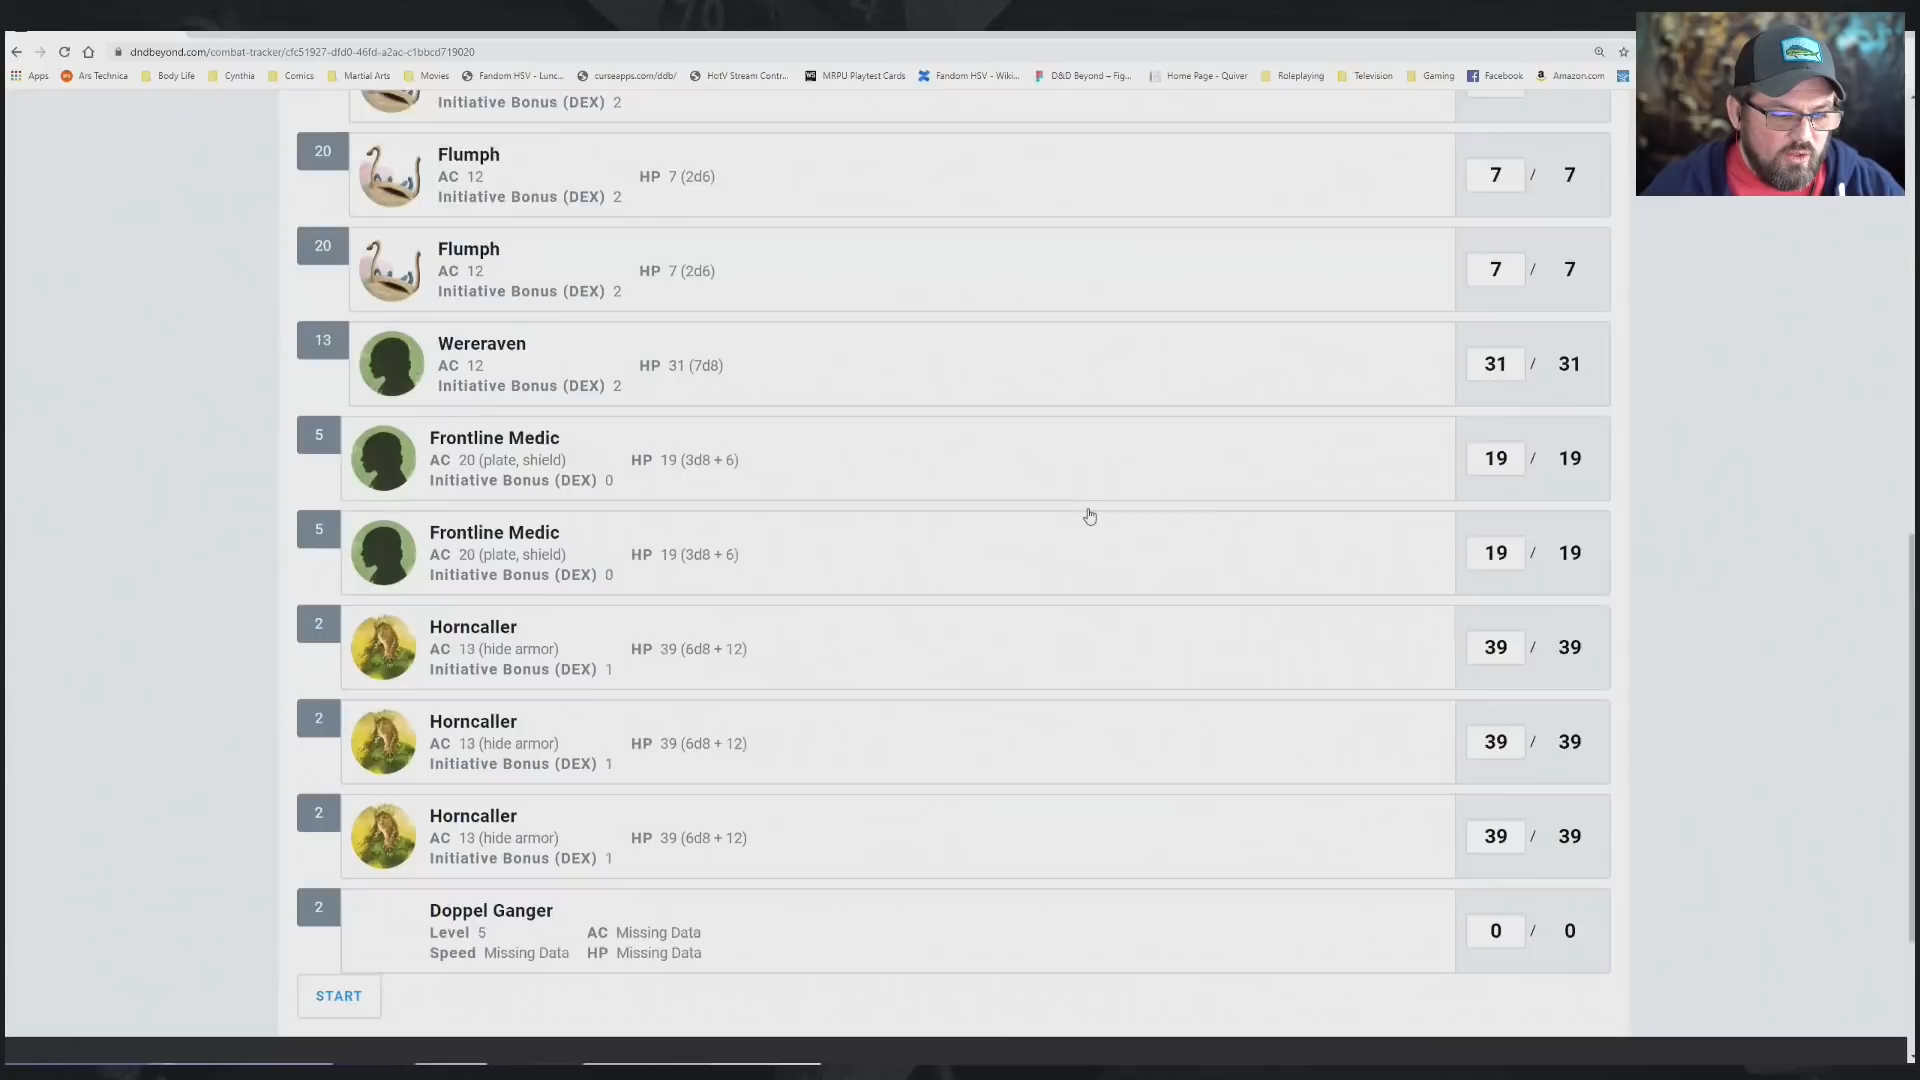 dndbeyond.com/combat-tracker/cfc51927-dfd0-46fd-a2ac-c1bbcd719020
Apps Ars Technica Body Life Cynthia Comics Martial Arts Movies Fandom HSV - Lunc... curseapps.com/ddb/ HotV Stream Contr... MRPU Playtest Cards Fandom HSV - Wiki... D&D Beyond – Fig... Home Page - Quiver Roleplaying Television Gaming Facebook Amazon.com
Initiative Bonus (DEX) 2
20 Flumph
AC 12 HP 7 (2d6) 7 / 7
Initiative Bonus (DEX) 2
20 Flumph
AC 12 HP 7 (2d6) 7 / 7
Initiative Bonus (DEX) 2
13 Wereraven
AC 12 HP 31 (7d8) 31 / 31
Initiative Bonus (DEX) 2
5 Frontline Medic
AC 20 (plate, shield) HP 19 (3d8 + 6) 19 / 19
Initiative Bonus (DEX) 0
5 Frontline Medic
AC 20 (plate, shield) HP 19 (3d8 + 6) 19 / 19
Initiative Bonus (DEX) 0
2 Horncaller
AC 13 (hide armor) HP 39 (6d8 + 12) 39 / 39
Initiative Bonus (DEX) 1
2 Horncaller
AC 13 (hide armor) HP 39 (6d8 + 12) 39 / 39
Initiative Bonus (DEX) 1
2 Horncaller
AC 13 (hide armor) HP 39 (6d8 + 12) 39 / 39
Initiative Bonus (DEX) 1
2 Doppel Ganger
Level 5 AC Missing Data 0 / 0
Speed Missing Data HP Missing Data
START